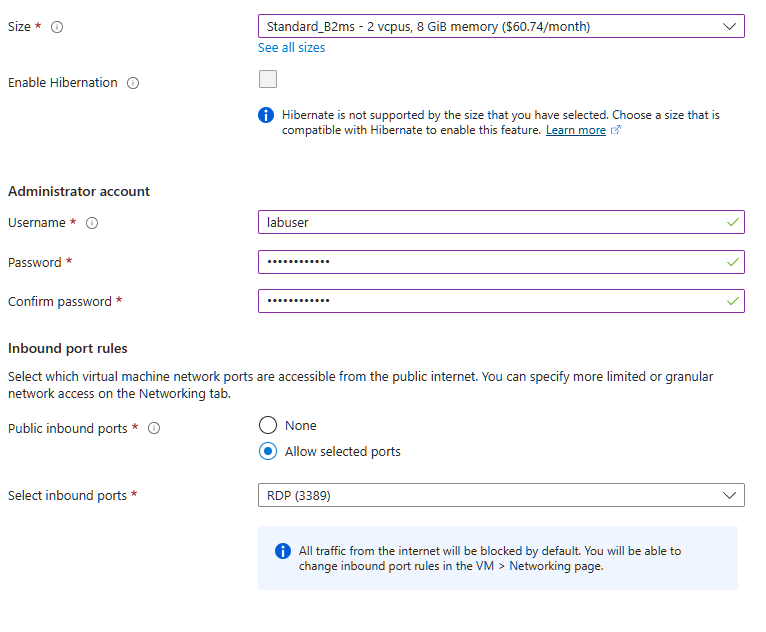 Size *
Standard_B2ms - 2 vcpus, 8 GiB memory ($60.74/month)
See all sizes
Enable Hibernation
Hibernate is not supported by the size that you have selected. Choose a size that is
compatible with Hibernate to enable this feature. Learn more
Administrator account
Username *
labuser
Password *
••••••••••••
Confirm password *
••••••••••••
Inbound port rules
Select which virtual machine network ports are accessible from the public internet. You can specify more limited or granular
network access on the Networking tab.
Public inbound ports *
None
Allow selected ports
Select inbound ports *
RDP (3389)
All traffic from the internet will be blocked by default. You will be able to
change inbound port rules in the VM > Networking page.